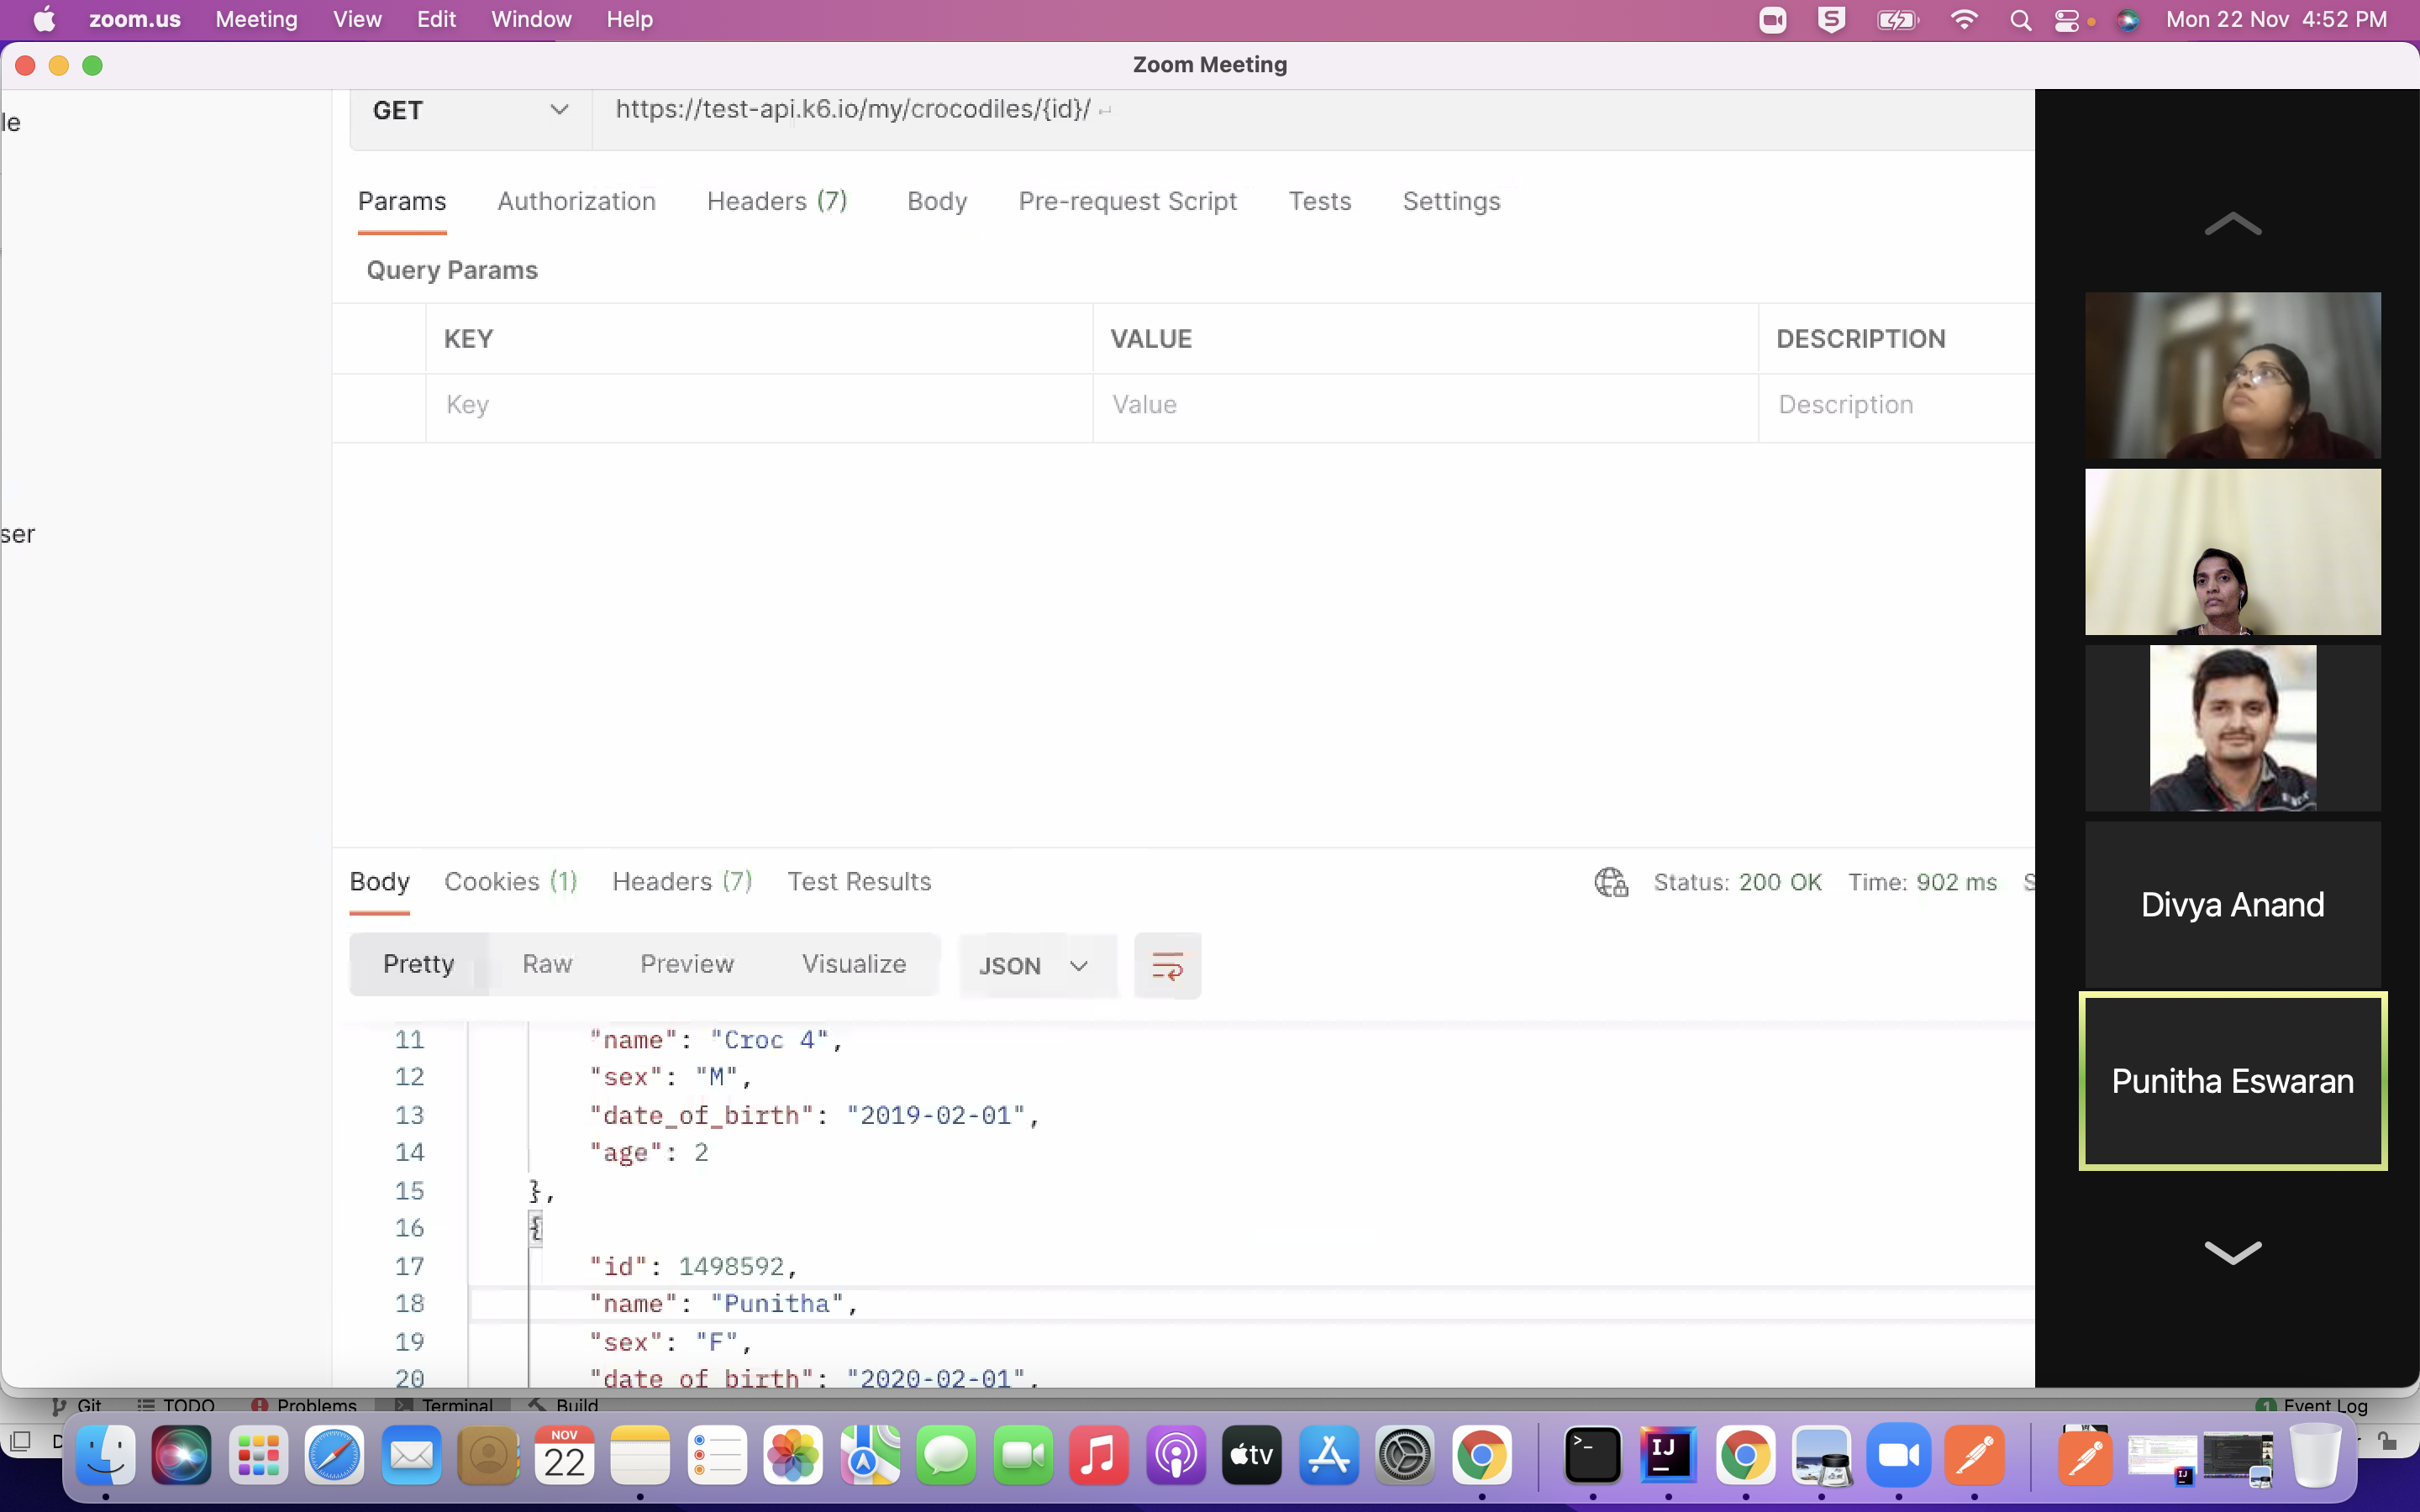 zoom.us Meeting View Edit Window Help
Mon 22 Nov 4:52 PM
Zoom Meeting
le
ser
GET
https://test-api.k6.io/my/crocodiles/{id}/
Params Authorization Headers (7) Body Pre-request Script Tests Settings
Query Params
KEY VALUE DESCRIPTION
Key Value Description
Body Cookies (1) Headers (7) Test Results
Status: 200 OK Time: 902 ms S
Pretty Raw Preview Visualize JSON
11 "name": "Croc 4",
12 "sex": "M",
13 "date_of_birth": "2019-02-01",
14 "age": 2
15 },
16 {
17 "id": 1498592,
18 "name": "Punitha",
19 "sex": "F",
20 "date_of_birth": "2020-02-01",
Divya Anand
Punitha Eswaran
Git TODO Problems Terminal Build
1 Event Log
D
NOV
22
tv
IJ